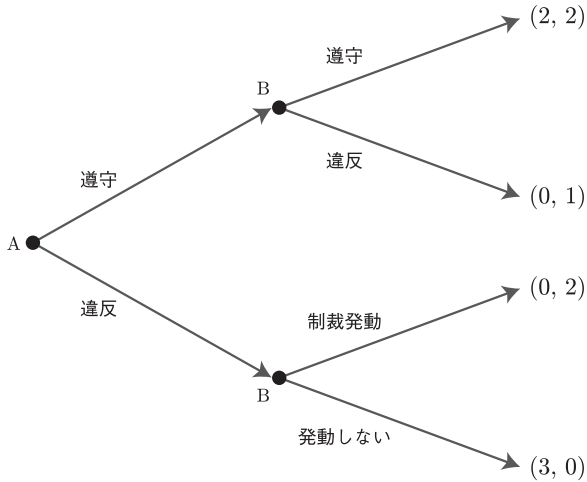 (2, 2)
遵守
B
違反
遵守
(0, 1)
A
(0, 2)
違反
制裁発動
B
発動しない
(3, 0)